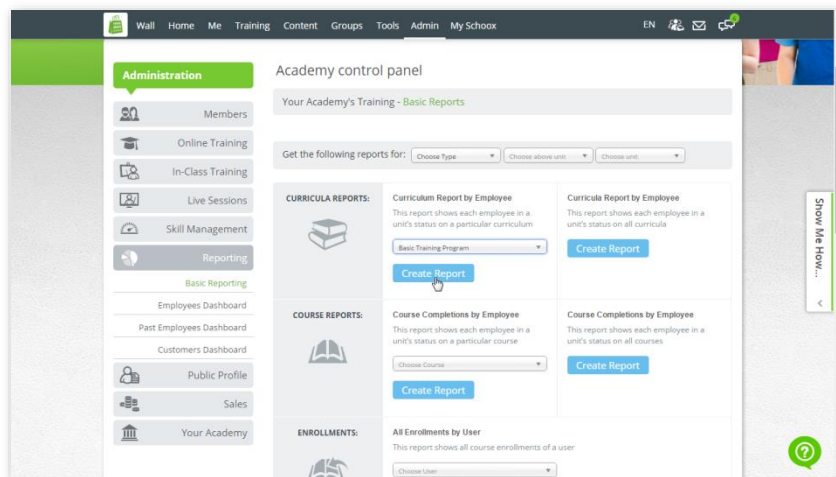 Wall Home Me Training Content Groups Tools Admin My Schoox EN
Administration
Members
Online Training
In-Class Training
Live Sessions
Skill Management
Reporting
Basic Reporting
Employees Dashboard
Past Employees Dashboard
Customers Dashboard
Public Profile
Sales
Your Academy
Academy control panel
Your Academy's Training - Basic Reports
Get the following reports for: Choose Type Choose above unit Choose unit
CURRICULA REPORTS:
Curriculum Report by Employee
This report shows each employee in a
unit's status on a particular curriculum
Basic Training Program
Create Report
Curricula Report by Employee
This report shows each employee in a
unit's status on all curricula
Create Report
COURSE REPORTS:
Course Completions by Employee
This report shows each employee in a
unit's status on a particular course
Choose Course
Create Report
Course Completions by Employee
This report shows each employee in a
unit's status on all courses
Create Report
ENROLLMENTS:
All Enrollments by User
This report shows all course enrollments of a user
Choose User
Show Me How...
?